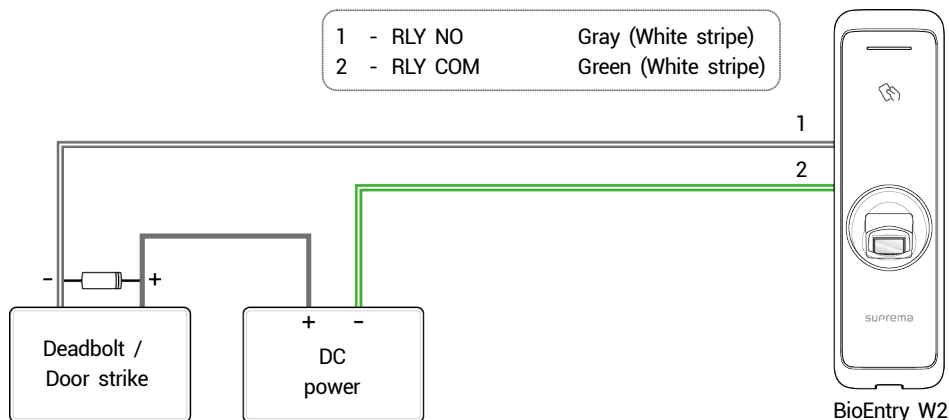 1 - RLY NO Gray (White stripe)
2 - RLY COM Green (White stripe)
1
2
- +
+ -
Deadbolt /
Door strike
DC
power
suprema
BioEntry W2